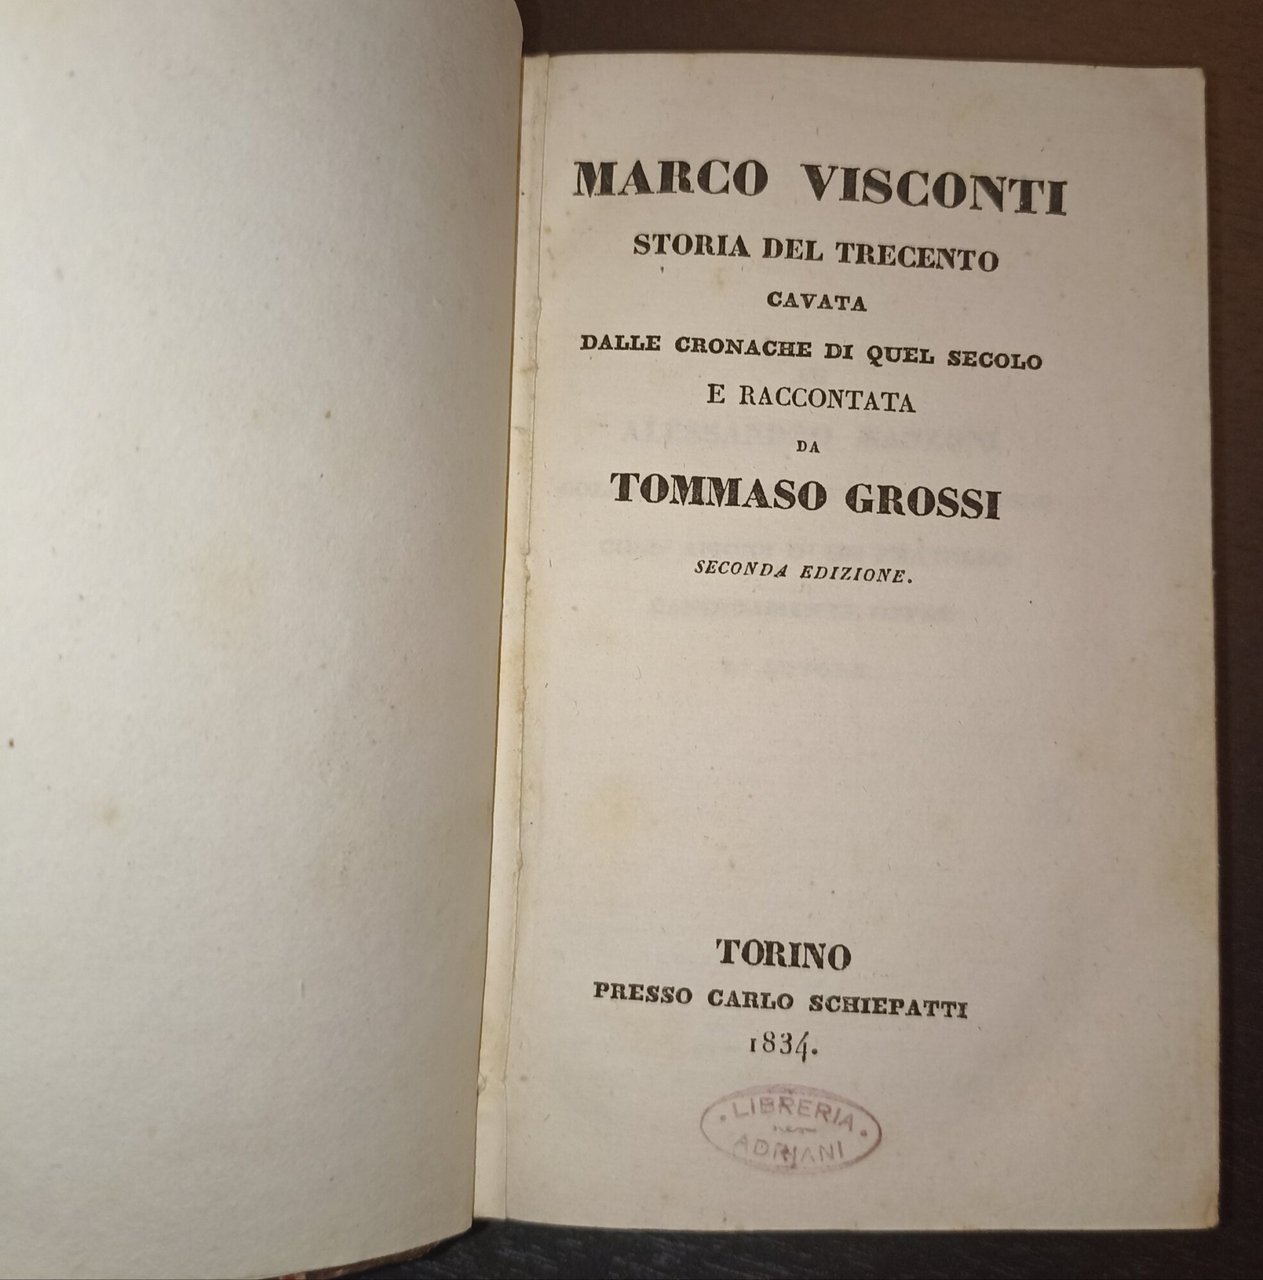 MARCO VISCONTI
STORIA DEL TRECENTO
CAVATA
DALLE CRONACHE DI QUEL SECOLO
E RACCONTATA
DA
TOMMASO GROSSI
SECONDA EDIZIONE.
TORINO
PRESSO CARLO SCHIEPATTI
1834.
LIBRERIA
ADRIANI